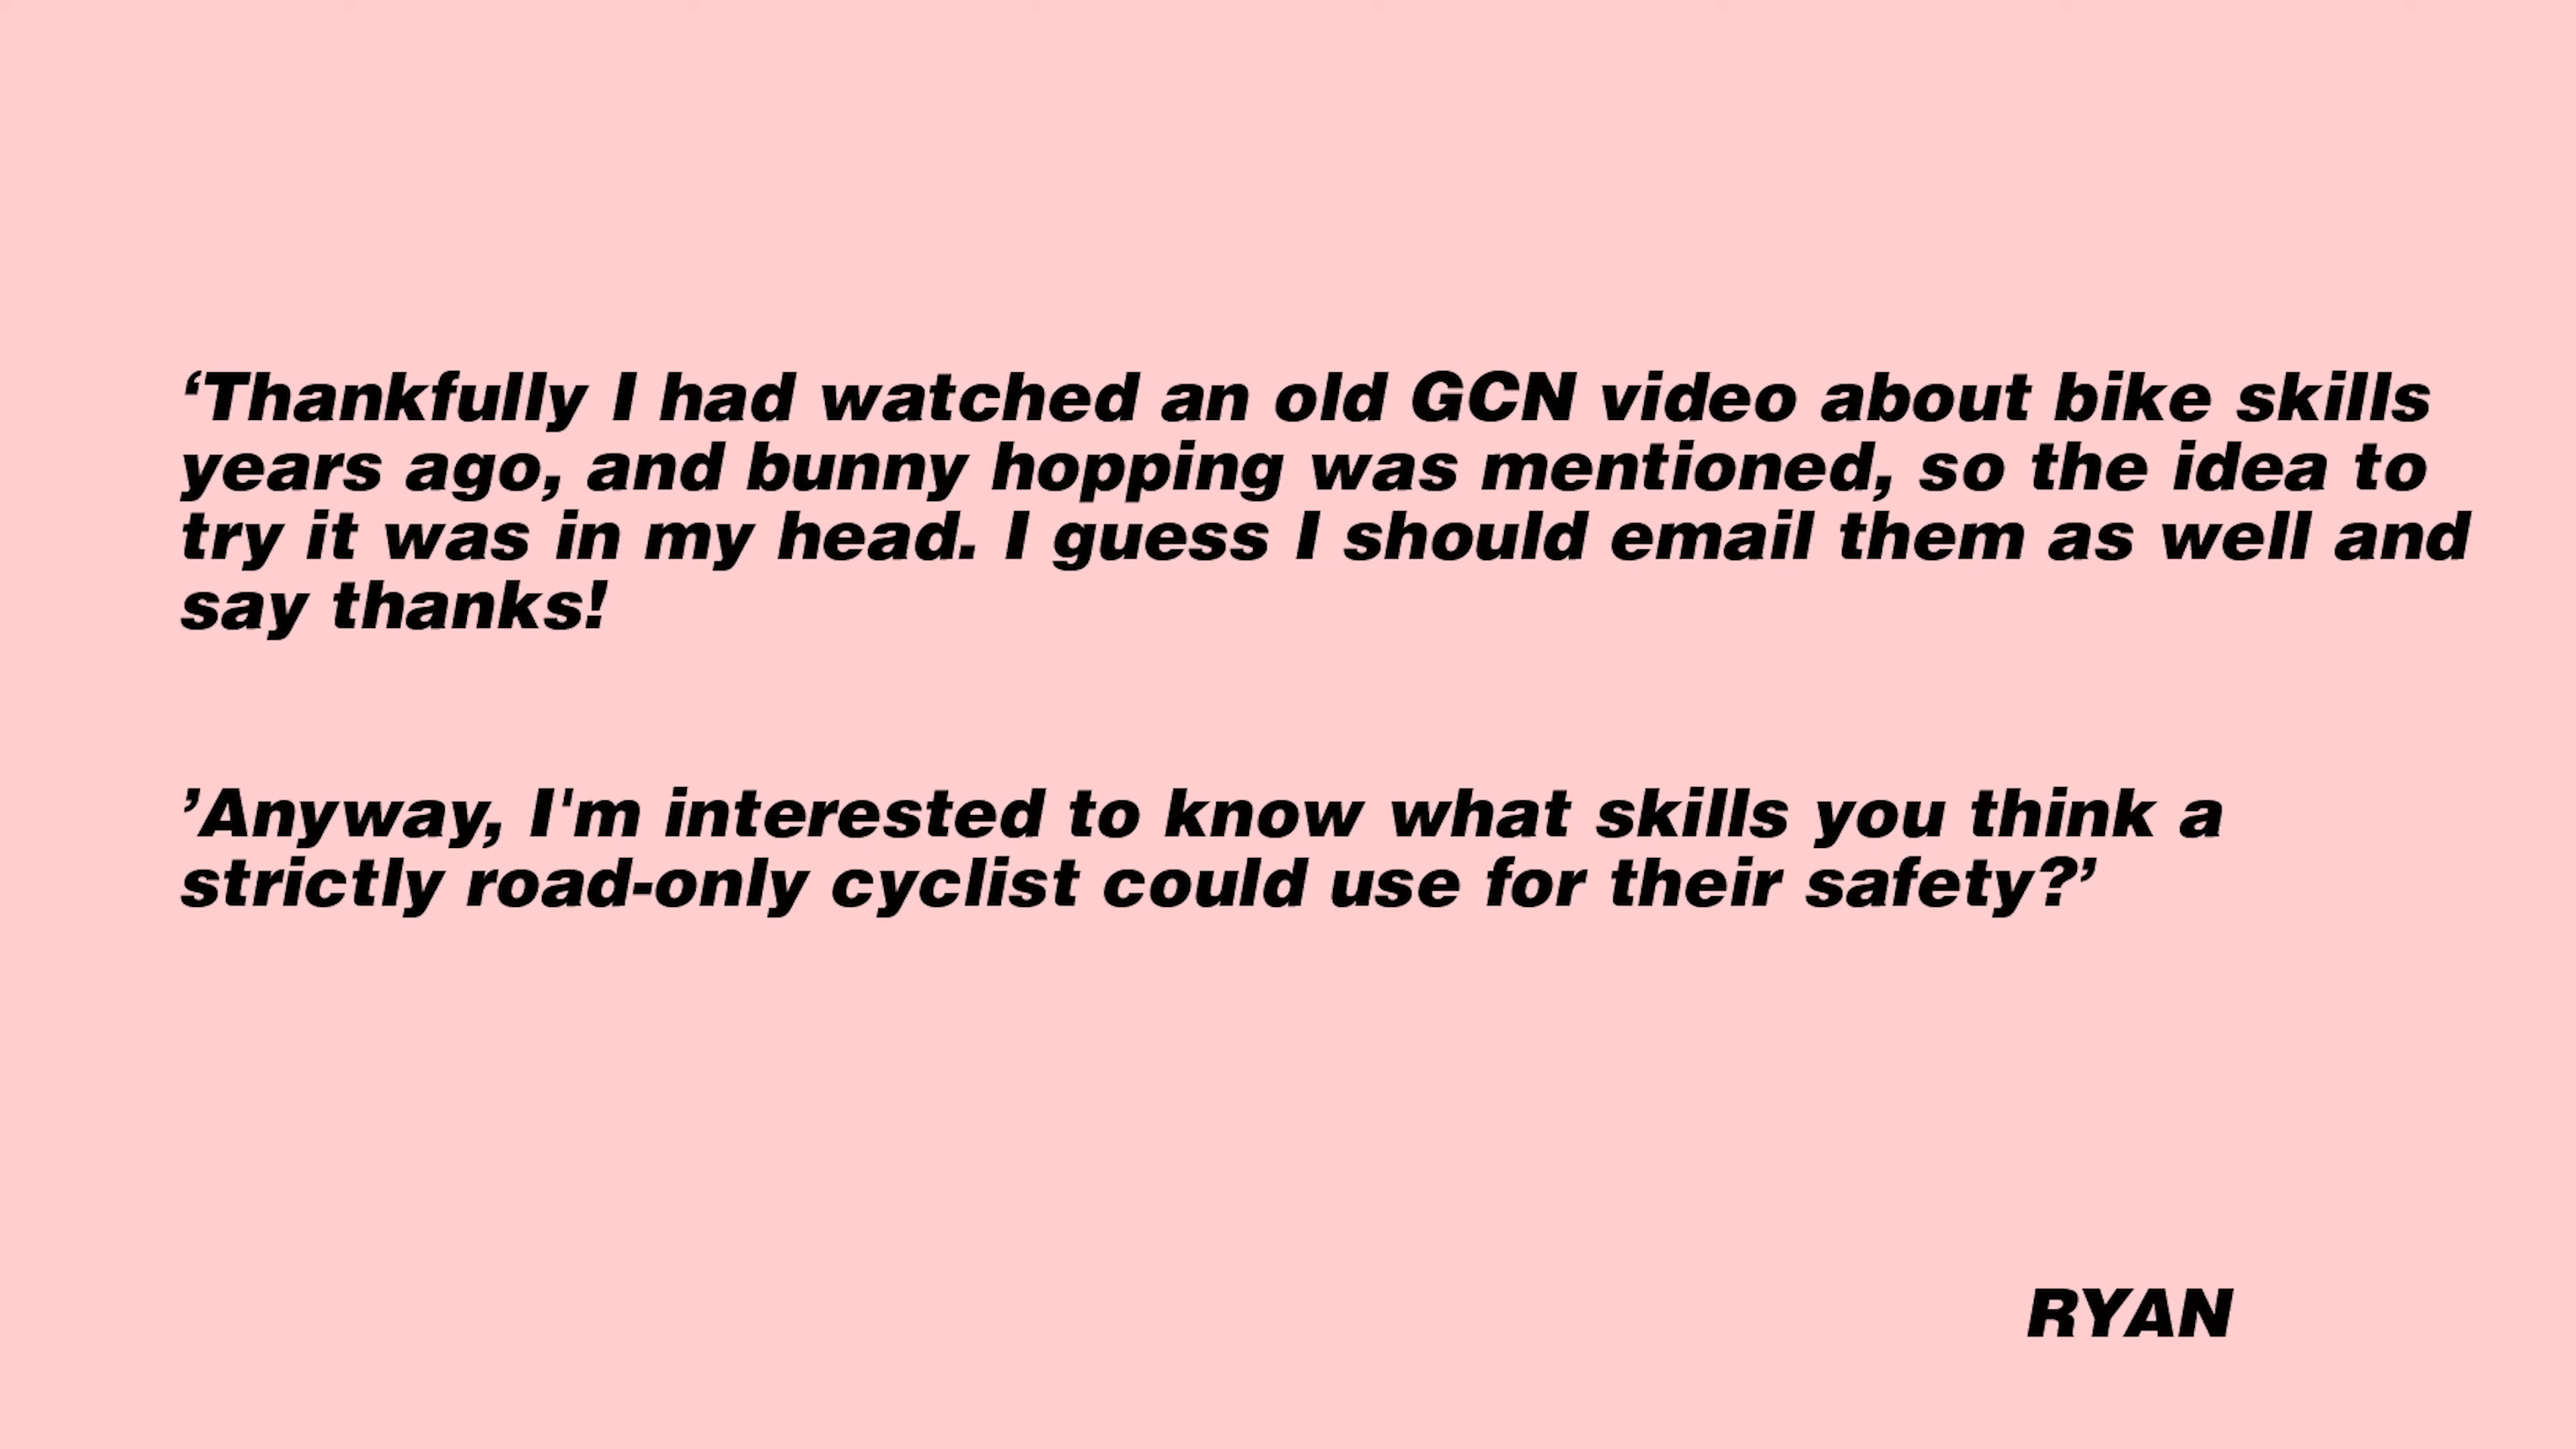 ‘Thankfully I had watched an old GCN video about bike skills
years ago, and bunny hopping was mentioned, so the idea to
try it was in my head. I guess I should email them as well and
say thanks!
’Anyway, I'm interested to know what skills you think a
strictly road-only cyclist could use for their safety?’
RYAN